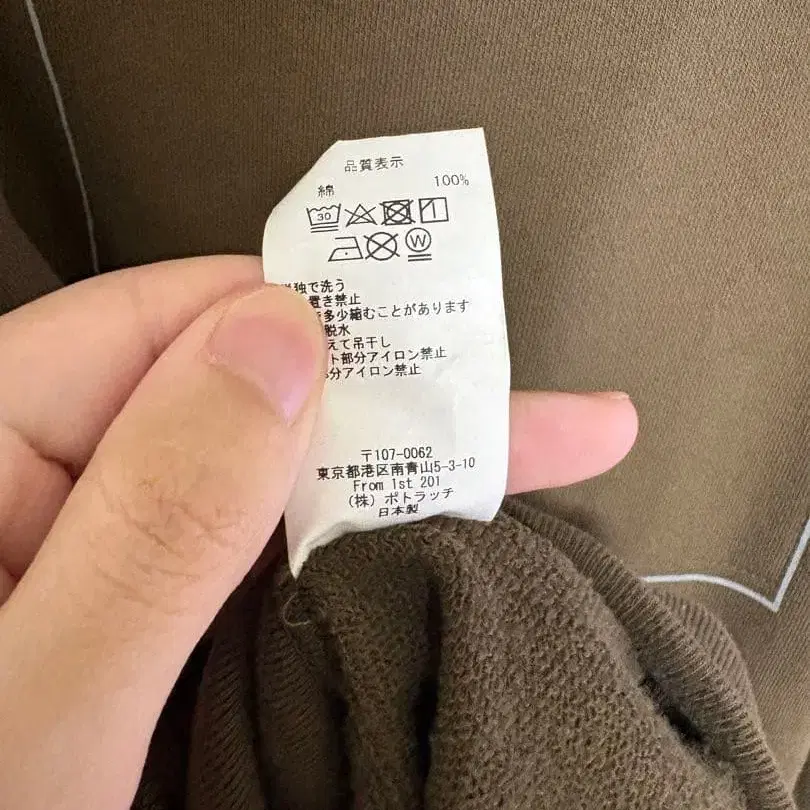 品質表示
綿 100%
30
W
独で洗う
置き禁止
多少縮むことがあります
脱水
えて吊干し
ト部分アイロン禁止
分アイロン禁止
〒107-0062
東京都港区南青山5-3-10
From 1st 201
(株) ポトラッチ
日本製